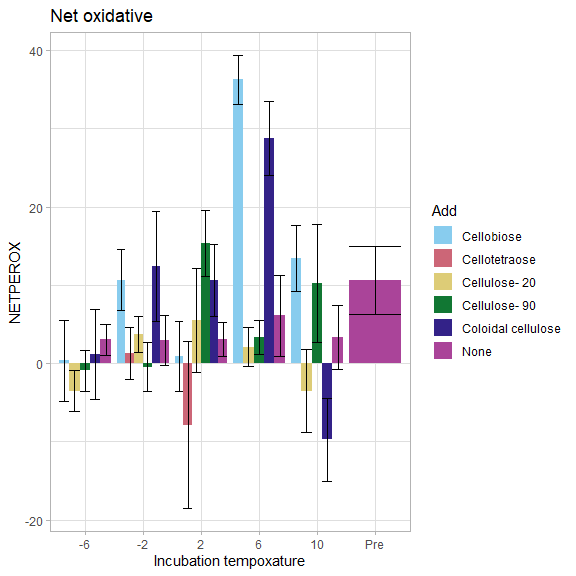 Net oxidative
40
20
0
-20
NETPEROX
-6 -2 2 6 10 Pre
Incubation tempoxature
Add
Cellobiose
Cellotetraose
Cellulose- 20
Cellulose- 90
Coloidal cellulose
None